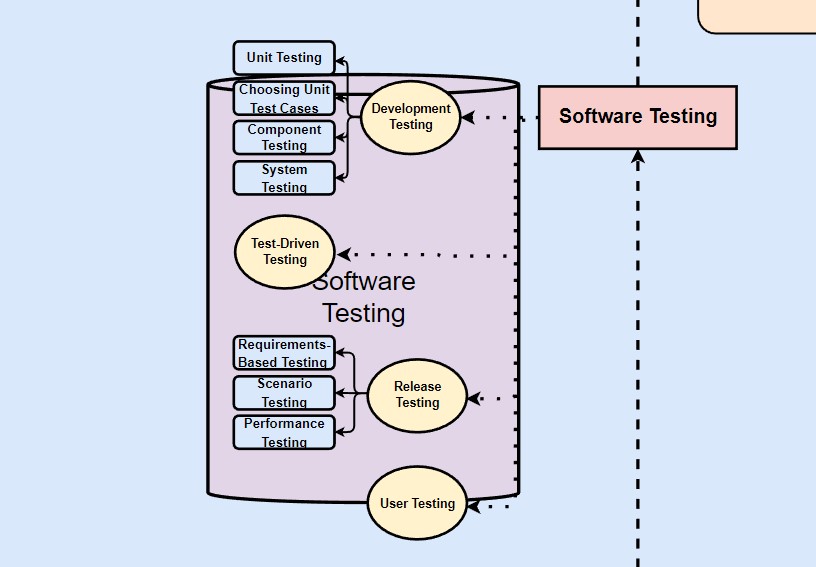 Unit Testing
Choosing Unit
Test Cases
Component
Testing
System
Testing
Development
Testing
Software Testing
Test-Driven
Testing
Software
Testing
Requirements-
Based Testing
Scenario
Testing
Performance
Testing
Release
Testing
User Testing